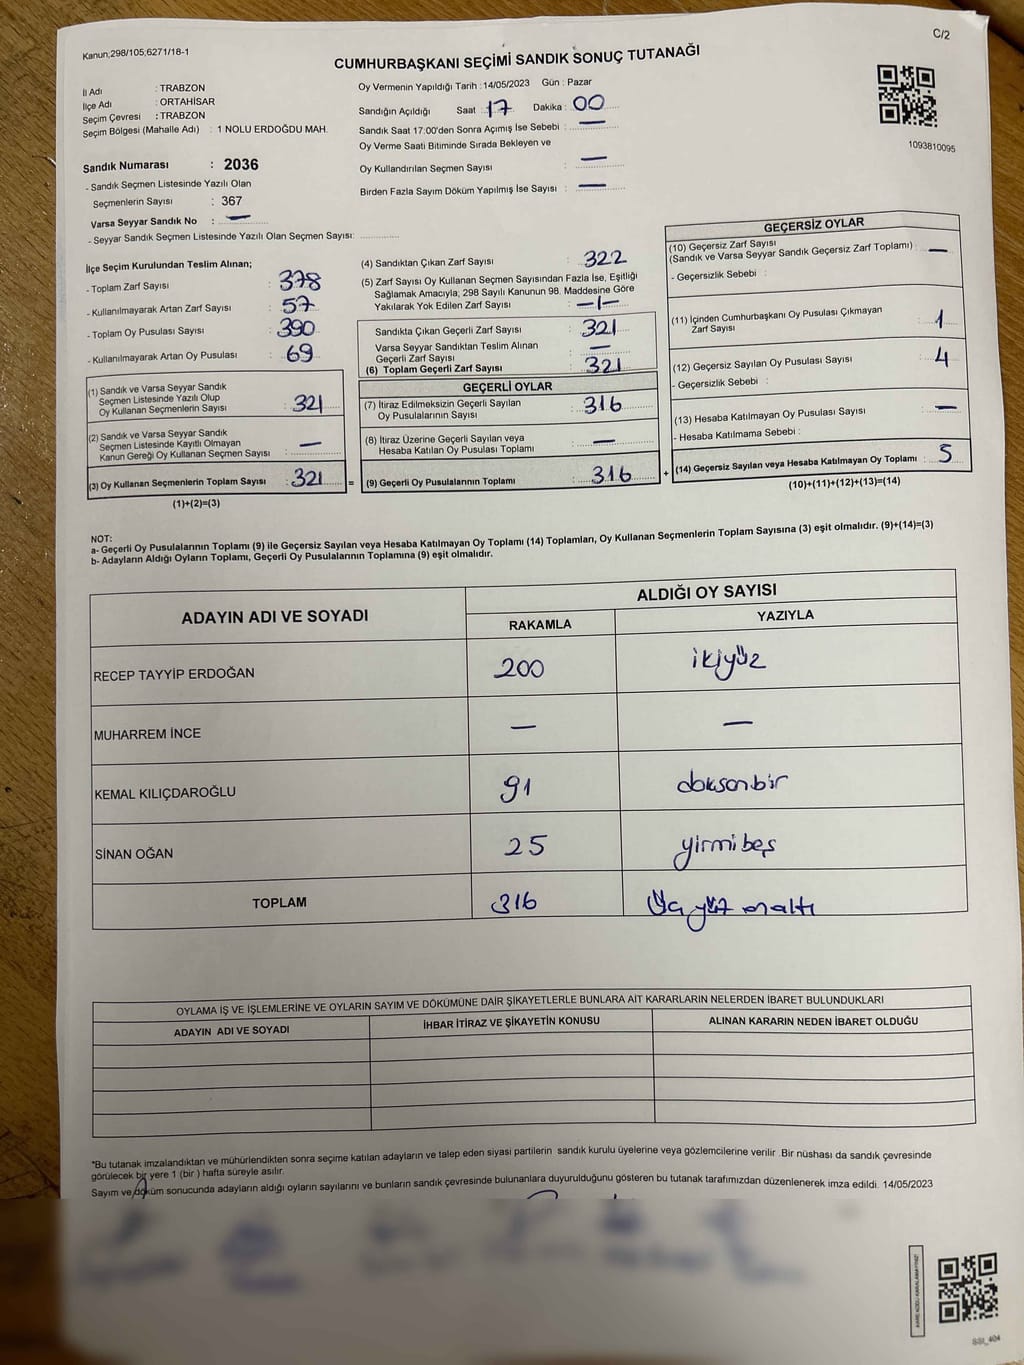 Kanun;298/105,6271/18-1
C/2
CUMHURBAŞKANI SEÇİMİ SANDIK SONUÇ TUTANAĞI
İl Adı : TRABZON
İlçe Adı : ORTAHİSAR
Seçim Çevresi : TRABZON
Seçim Bölgesi (Mahalle Adı) : 1 NOLU ERDOĞDU MAH.
Sandık Numarası : 2036
- Sandık Seçmen Listesinde Yazılı Olan
Seçmenlerin Sayısı : 367
Varsa Seyyar Sandık No : —
- Seyyar Sandık Seçmen Listesinde Yazılı Olan Seçmen Sayısı:
Oy Vermenin Yapıldığı Tarih :14/05/2023 Gün : Pazar
Sandığın Açıldığı Saat : 17 Dakika : 00
Sandık Saat 17.00'den Sonra Açımış İse Sebebi : —
Oy Verme Saati Bitiminde Sırada Bekleyen ve
Oy Kullandırılan Seçmen Sayısı : —
Birden Fazla Sayım Döküm Yapılmış İse Sayısı : —
1093810095
İlçe Seçim Kurulundan Teslim Alınan;
- Toplam Zarf Sayısı : 378
- Kullanılmayarak Artan Zarf Sayısı : 57
- Toplam Oy Pusulası Sayısı : 390
- Kullanılmayarak Artan Oy Pusulası : 69
(1) Sandık ve Varsa Seyyar Sandık
Seçmen Listesinde Yazılı Olup
Oy Kullanan Seçmenlerin Sayısı : 321
(2) Sandık ve Varsa Seyyar Sandık
Seçmen Listesinde Kayıtlı Olmayan
Kanun Gereği Oy Kullanan Seçmen Sayısı : —
(3) Oy Kullanan Seçmenlerin Toplam Sayısı : 321 =
(1)+(2)=(3)
(4) Sandıktan Çıkan Zarf Sayısı : 322
(5) Zarf Sayısı Oy Kullanan Seçmen Sayısından Fazla İse, Eşitliği
Sağlamak Amacıyla; 298 Sayılı Kanunun 98. Maddesine Göre
Yakılarak Yok Edilen Zarf Sayısı : —1—
Sandıkta Çıkan Geçerli Zarf Sayısı : 321
Varsa Seyyar Sandıktan Teslim Alınan
Geçerli Zarf Sayısı : —
(6) Toplam Geçerli Zarf Sayısı : 321
GEÇERLİ OYLAR
(7) İtiraz Edilmeksizin Geçerli Sayılan
Oy Pusulalarının Sayısı : 316
(8) İtiraz Üzerine Geçerli Sayılan veya
Hesaba Katılan Oy Pusulası Toplamı : —
(9) Geçerli Oy Pusulalarının Toplamı : 316 +
GEÇERSİZ OYLAR
(10) Geçersiz Zarf Sayısı
(Sandık ve Varsa Seyyar Sandık Geçersiz Zarf Toplamı) : —
- Geçersizlik Sebebi :
(11) İçinden Cumhurbaşkanı Oy Pusulası Çıkmayan
Zarf Sayısı : 1
(12) Geçersiz Sayılan Oy Pusulası Sayısı : 4
- Geçersizlik Sebebi :
(13) Hesaba Katılmayan Oy Pusulası Sayısı : —
- Hesaba Katılmama Sebebi :
(14) Geçersiz Sayılan veya Hesaba Katılmayan Oy Toplamı : 5
(10)+(11)+(12)+(13)=(14)
NOT:
a- Geçerli Oy Pusulalarının Toplamı (9) ile Geçersiz Sayılan veya Hesaba Katılmayan Oy Toplamı (14) Toplamları, Oy Kullanan Seçmenlerin Toplam Sayısına (3) eşit olmalıdır. (9)+(14)=(3)
b- Adayların Aldığı Oyların Toplamı, Geçerli Oy Pusulalarının Toplamına (9) eşit olmalıdır.
ADAYIN ADI VE SOYADI ALDIĞI OY SAYISI
RAKAMLA YAZIYLA
RECEP TAYYİP ERDOĞAN 200 ikiyüz
MUHARREM İNCE — —
KEMAL KILIÇDAROĞLU 91 doksanbir
SİNAN OĞAN 25 yirmibeş
TOPLAM 316 Üç yüz onaltı
OYLAMA İŞ VE İŞLEMLERİNE VE OYLARIN SAYIM VE DÖKÜMÜNE DAİR ŞİKAYETLERLE BUNLARA AİT KARARLARIN NELERDEN İBARET BULUNDUKLARI
ADAYIN ADI VE SOYADI İHBAR İTİRAZ VE ŞİKAYETİN KONUSU ALINAN KARARIN NEDEN İBARET OLDUĞU
*Bu tutanak imzalandıktan ve mühürlendikten sonra seçime katılan adayların ve talep eden siyasi partilerin sandık kurulu üyelerine veya gözlemcilerine verilir .Bir nüshası da sandık çevresinde
görülecek bir yere 1 (bir ) hafta süreyle asılır.
Sayım ve döküm sonucunda adayların aldığı oyların sayılarını ve bunların sandık çevresinde bulunanlara duyurulduğunu gösteren bu tutanak tarafımızdan düzenlenerek imza edildi. 14/05/2023
SSI_404